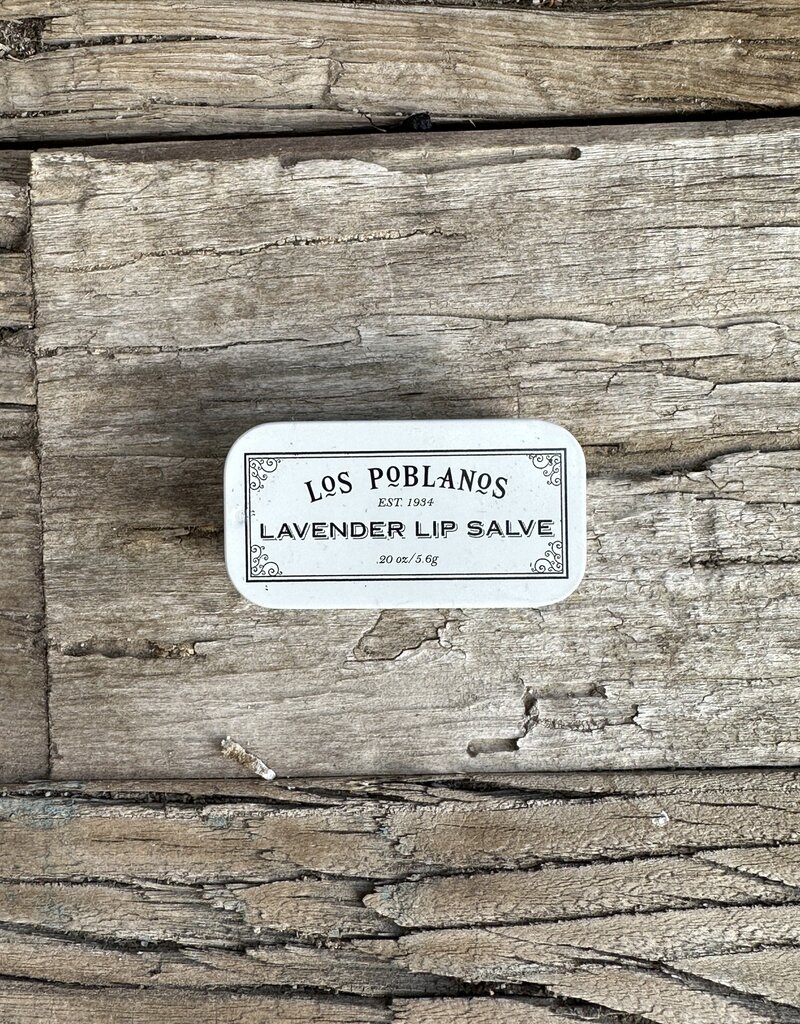 Los Poblanos
EST. 1934
LAVENDER LIP SALVE
.20 oz/5.6g